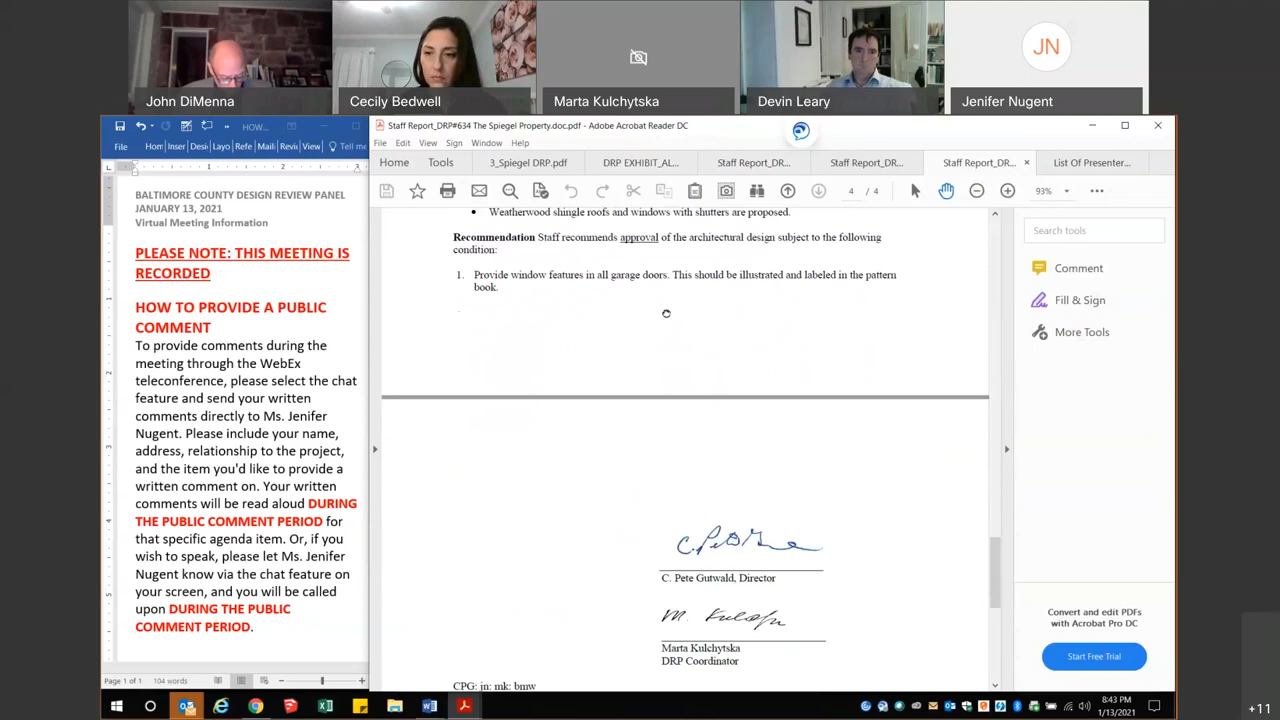 JN
John DiMenna
Cecily Bedwell
Marta Kulchytska
Devin Leary
Jenifer Nugent
HOW...
Hom
Inser
Desi
Layo
Refe
Maili
Revi
View
Tell me
BALTIMORE COUNTY DESIGN REVIEW PANEL
JANUARY 13, 2021
Virtual Meeting Information
PLEASE NOTE: THIS MEETING IS
RECORDED
HOW TO PROVIDE A PUBLIC
COMMENT
To provide comments during the
meeting through the WebEx
teleconference, please select the chat
feature and send your written
comments directly to Ms. Jenifer
Nugent. Please include your name,
address, relationship to the project,
and the item you'd like to provide a
written comment on. Your written
comments will be read aloud DURING
THE PUBLIC COMMENT PERIOD for
that specific agenda item. Or, if you
wish to speak, please let Ms. Jenifer
Nugent know via the chat feature on
your screen, and you will be called
upon DURING THE PUBLIC
COMMENT PERIOD.
Page 1 of 1 104 words
Staff Report_DRP#634 The Spiegel Property.doc.pdf - Adobe Acrobat Reader DC
File Edit View Sign Window Help
Home Tools 3_Spiegel DRP.pdf DRP EXHIBIT_AL... Staff Report_DR... Staff Report_DR... Staff Report_DR... List Of Presenter...
4 / 4 93%
Weatherwood shingle roofs and windows with shutters are proposed.
Recommendation Staff recommends approval of the architectural design subject to the following
condition:
1. Provide window features in all garage doors. This should be illustrated and labeled in the pattern
book.
C. Pete Gutwald, Director
Marta Kulchytska
DRP Coordinator
CPG: jn: mk: bmw
Search tools
Comment
Fill & Sign
More Tools
Convert and edit PDFs
with Acrobat Pro DC
Start Free Trial
8:43 PM
1/13/2021
+11